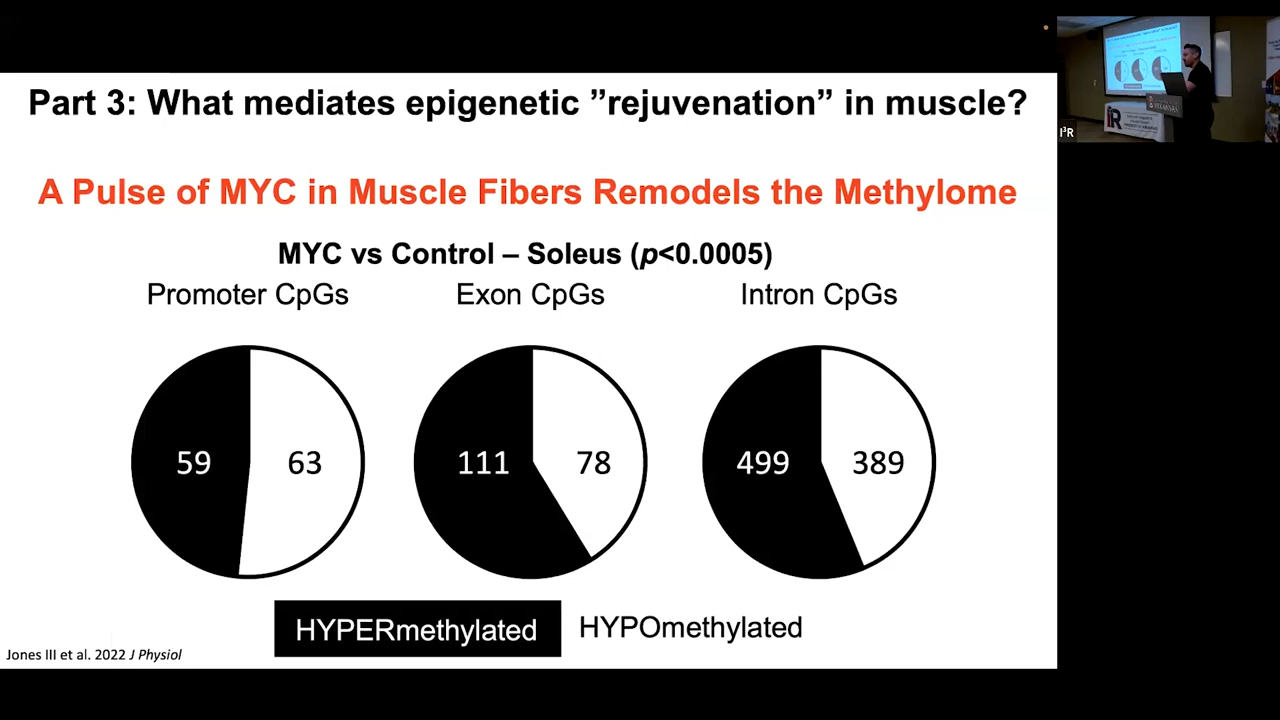 Part 3: What mediates epigenetic ”rejuvenation” in muscle?
A Pulse of MYC in Muscle Fibers Remodels the Methylome
MYC vs Control – Soleus (p<0.0005)
Promoter CpGs
Exon CpGs
Intron CpGs
59
63
111
78
499
389
HYPERmethylated
HYPOmethylated
Jones III et al. 2022 J Physiol
I³R